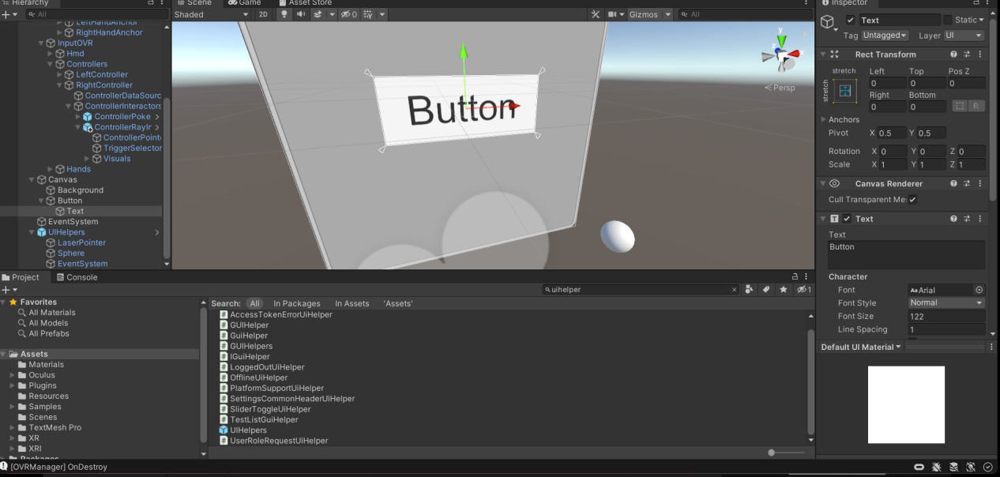 Hierarchy
All
LeftHandAnchor
RightHandAnchor
InputOVR
Hmd
Controllers
LeftController
RightController
ControllerDataSourc
ControllerInteractors
ControllerPoke
ControllerRayIr
ControllerPoint
TriggerSelector
Visuals
Hands
Canvas
Background
Button
Text
EventSystem
UIHelpers
LaserPointer
Sphere
EventSystem
Scene Game Asset Store
Shaded 2D 0 Gizmos All
Button
y
x
z
< Persp
Inspector
Text Static
Tag Untagged Layer UI
Rect Transform
stretch Left Top Pos Z
stretch 0 0 0
Right Bottom
0 0 R
Anchors
Pivot X 0.5 Y 0.5
Rotation X 0 Y 0 Z 0
Scale X 1 Y 1 Z 1
Canvas Renderer
Cull Transparent Me:
Text
Text
Button
Character
Font Aa Arial
Font Style Normal
Font Size 122
Line Spacing 1
Default UI Material
Project Console
uihelper 1
Favorites
All Materials
All Models
All Prefabs
Assets
Materials
Oculus
Plugins
Resources
Samples
Scenes
TextMesh Pro
XR
XRI
Packages
Search: All In Packages In Assets 'Assets'
AccessTokenErrorUiHelper
GUIHelper
GuiHelper
GUIHelpers
IGuiHelper
LoggedOutUiHelper
OfflineUiHelper
PlatformSupportUiHelper
SettingsCommonHeaderUiHelper
SliderToggleUiHelper
TestListGuiHelper
UIHelpers
UserRoleRequestUiHelper
[OVRManager] OnDestroy